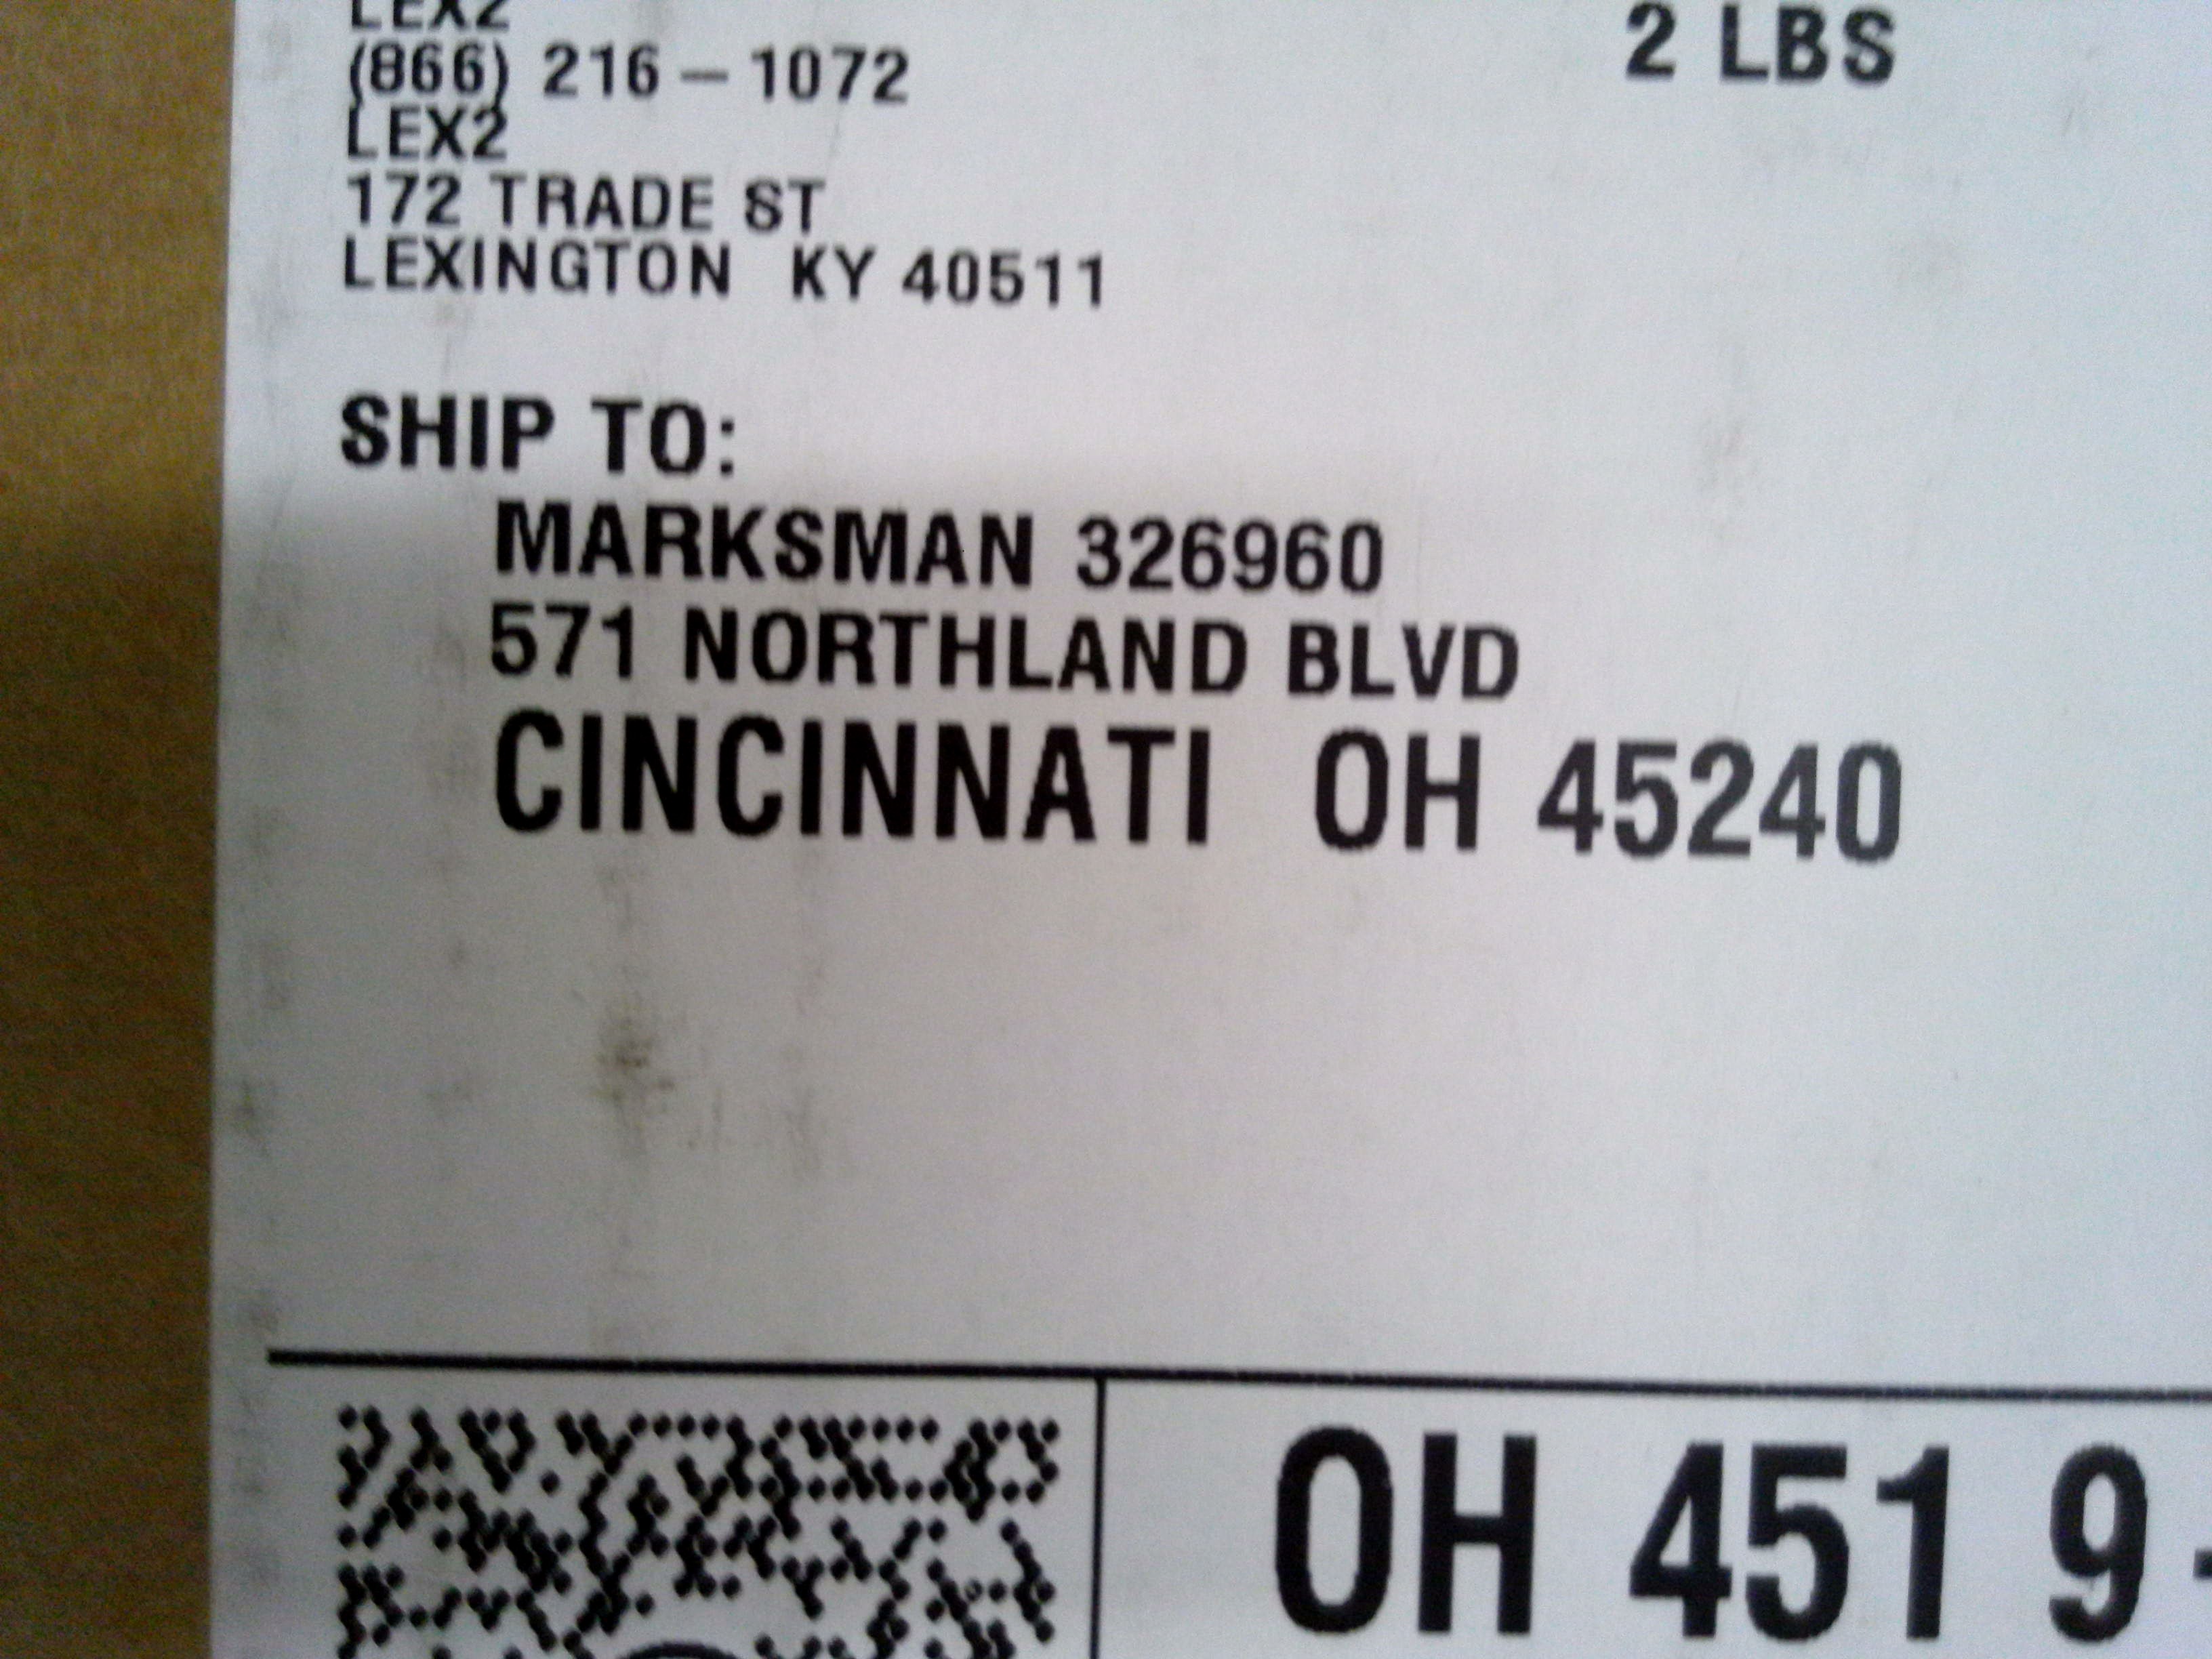 LEX2
2 LBS
(866) 216-1072
LEX2
172 TRADE ST
LEXINGTON KY 40511
SHIP TO:
MARKSMAN 326960
571 NORTHLAND BLVD
CINCINNATI OH 45240
OH 451 9-